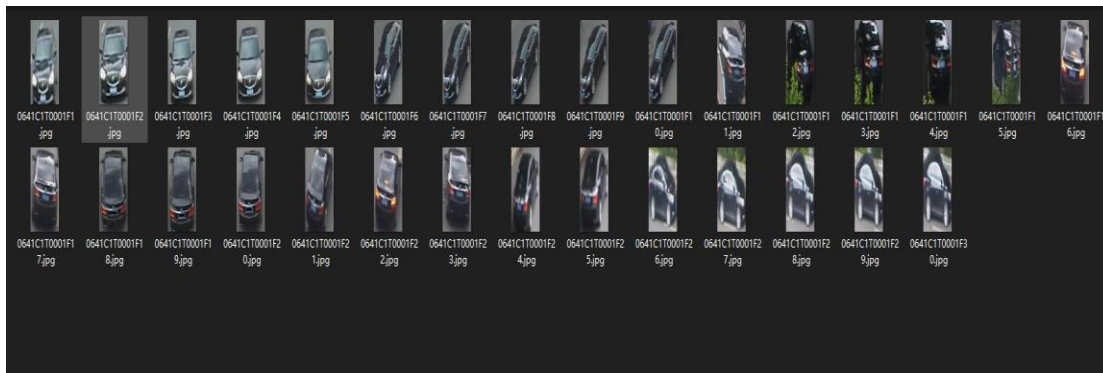 0641C1T0001F1
.jpg
0641C1T0001F2
.jpg
0641C1T0001F3
.jpg
0641C1T0001F4
.jpg
0641C1T0001F5
.jpg
0641C1T0001F6
.jpg
0641C1T0001F7
.jpg
0641C1T0001F8
.jpg
0641C1T0001F9
.jpg
0641C1T0001F1
0.jpg
0641C1T0001F1
1.jpg
0641C1T0001F1
2.jpg
0641C1T0001F1
3.jpg
0641C1T0001F1
4.jpg
0641C1T0001F1
5.jpg
0641C1T0001F1
6.jpg
0641C1T0001F1
7.jpg
0641C1T0001F1
8.jpg
0641C1T0001F1
9.jpg
0641C1T0001F2
0.jpg
0641C1T0001F2
1.jpg
0641C1T0001F2
2.jpg
0641C1T0001F2
3.jpg
0641C1T0001F2
4.jpg
0641C1T0001F2
5.jpg
0641C1T0001F2
6.jpg
0641C1T0001F2
7.jpg
0641C1T0001F2
8.jpg
0641C1T0001F2
9.jpg
0641C1T0001F3
0.jpg